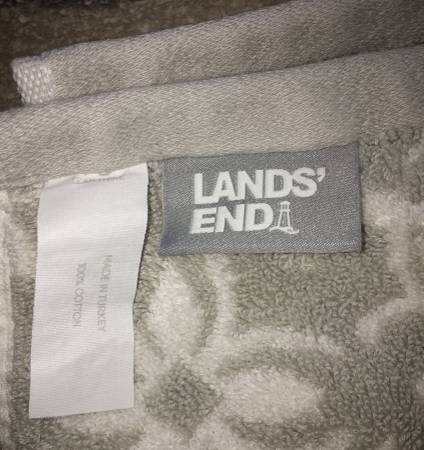 LANDS'
END
MADE IN TURKEY
100% COTTON